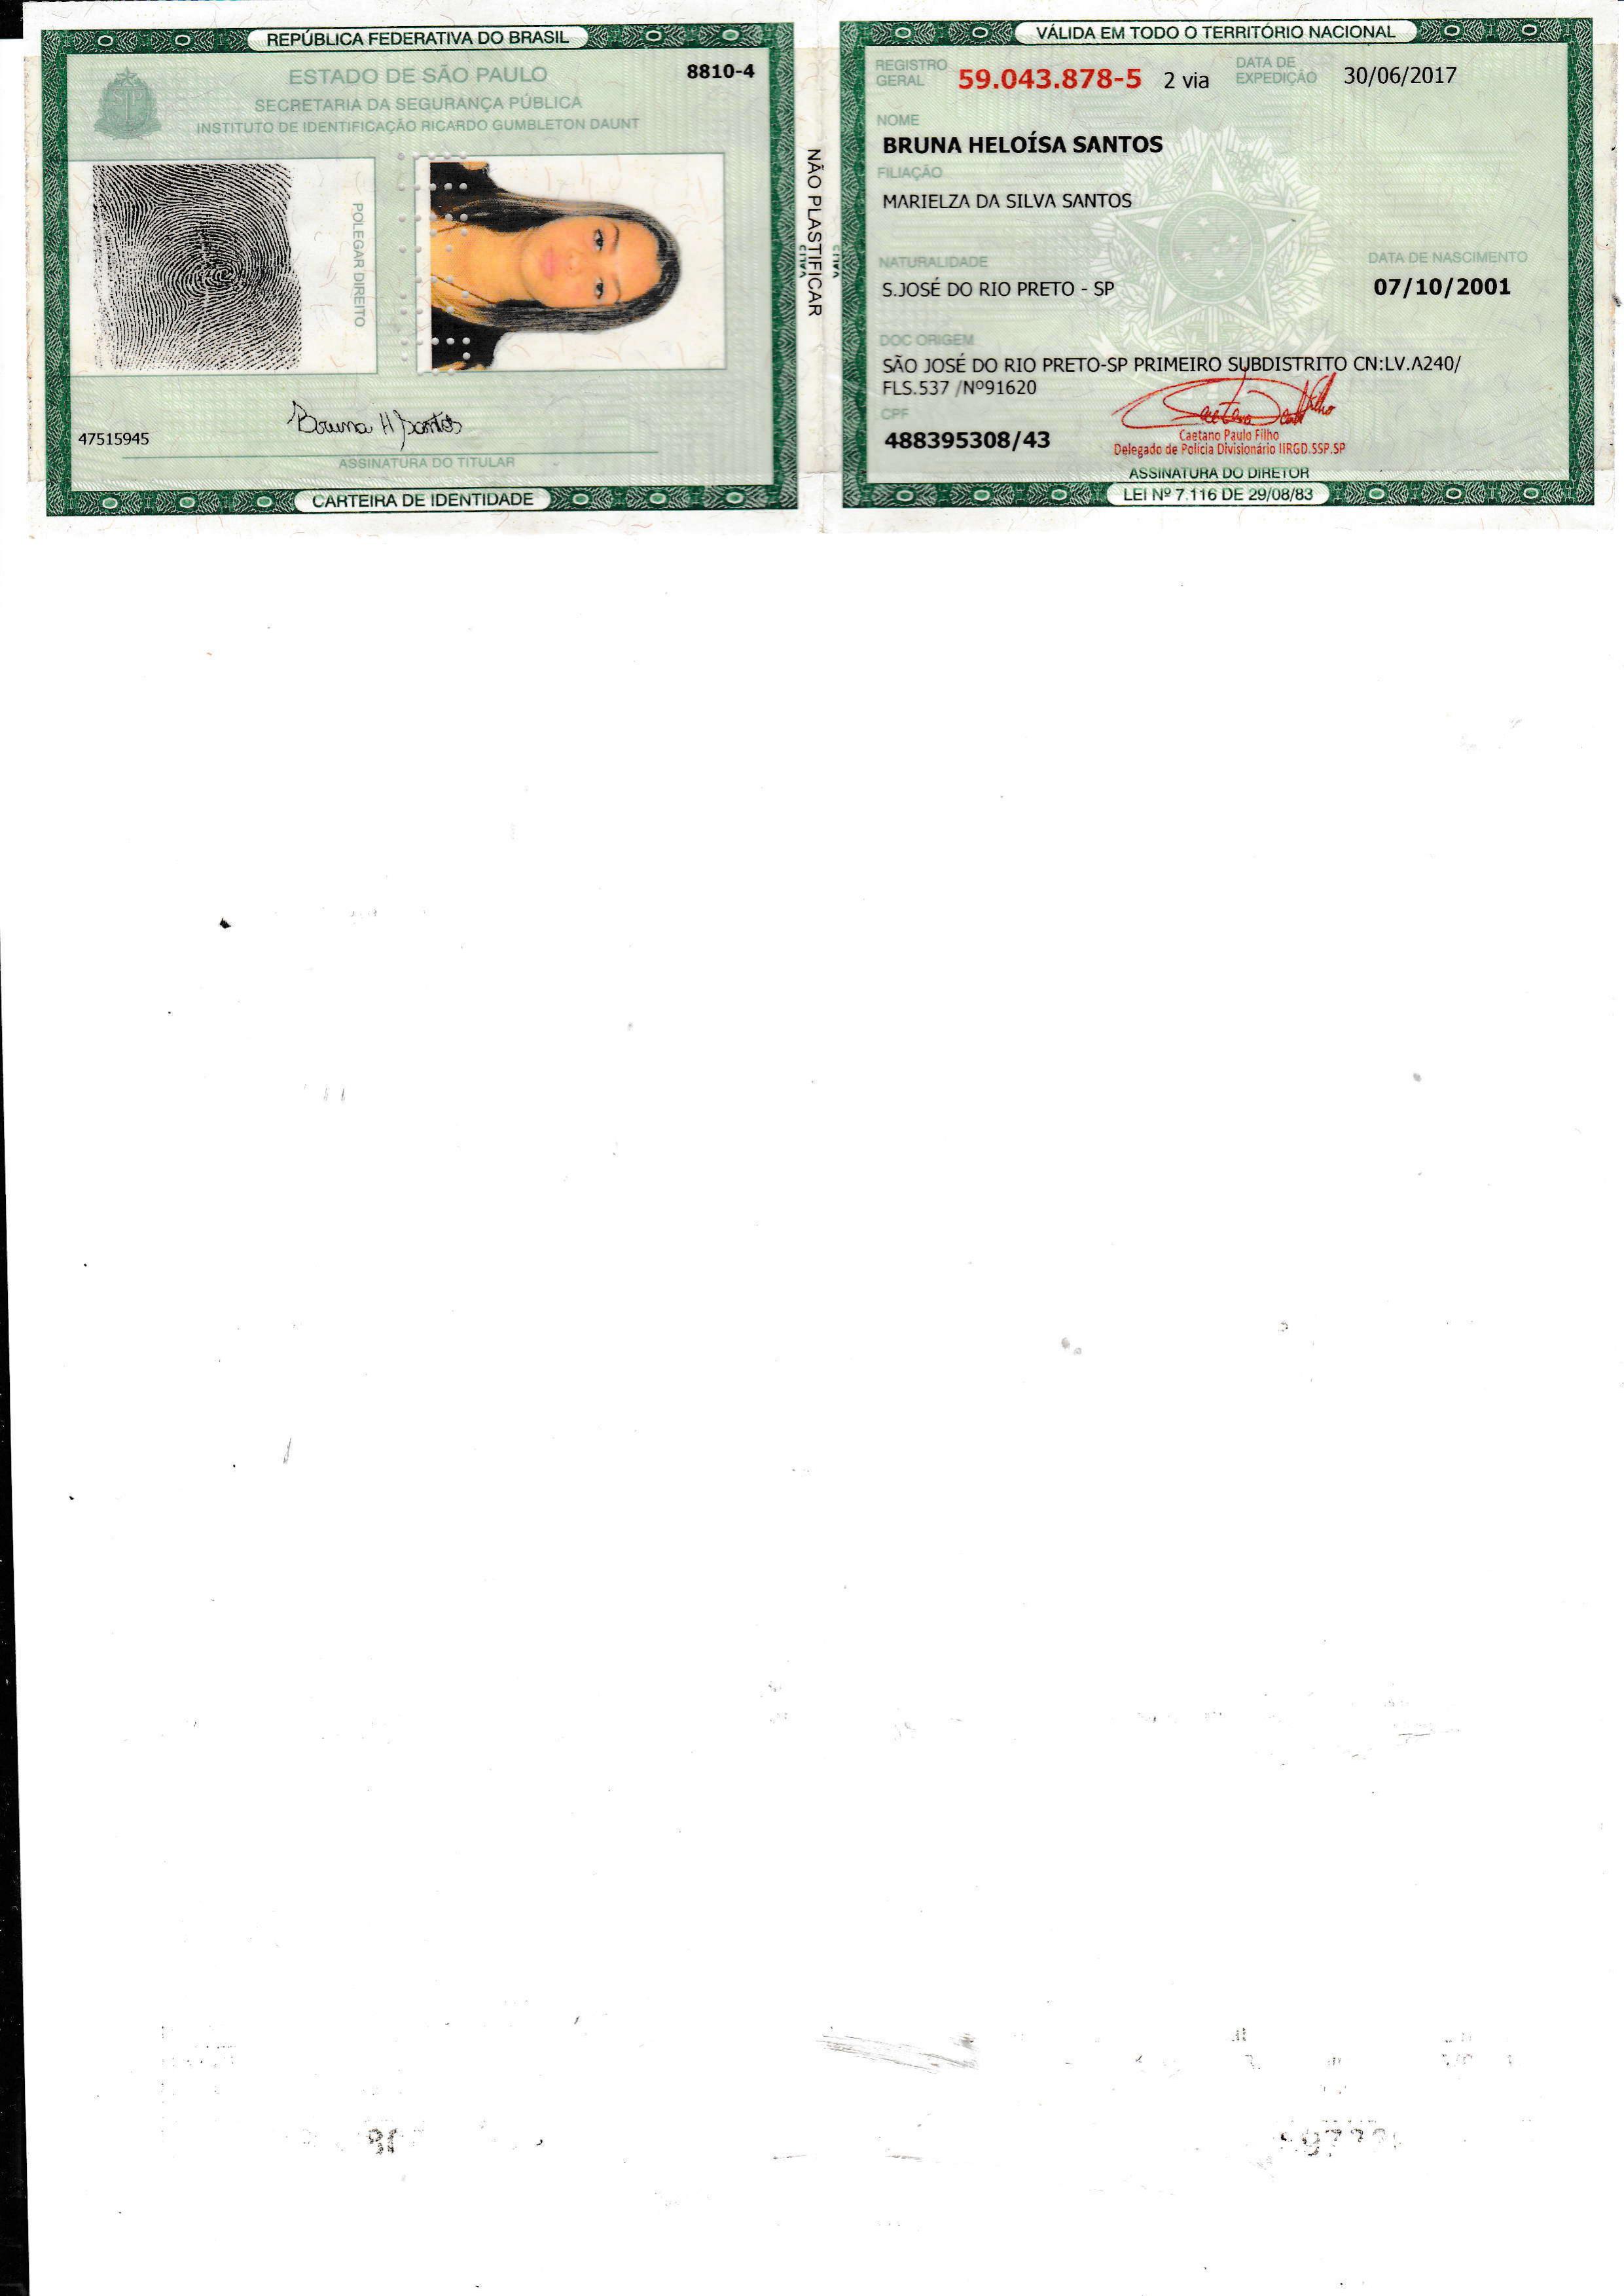 REPÚBLICA FEDERATIVA DO BRASIL
ESTADO DE SÃO PAULO
8810-4
SECRETARIA DA SEGURANÇA PÚBLICA
INSTITUTO DE IDENTIFICAÇÃO RICARDO GUMBLETON DAUNT
POLEGAR DIREITO
Bruna H Santos
47515945
ASSINATURA DO TITULAR
CARTEIRA DE IDENTIDADE
NÃO PLASTIFICAR
VÁLIDA EM TODO O TERRITÓRIO NACIONAL
REGISTRO GERAL 59.043.878-5 2 via DATA DE EXPEDIÇÃO 30/06/2017
NOME
BRUNA HELOÍSA SANTOS
FILIAÇÃO
MARIELZA DA SILVA SANTOS
NATURALIDADE
DATA DE NASCIMENTO
S.JOSÉ DO RIO PRETO - SP
07/10/2001
DOC ORIGEM
SÃO JOSÉ DO RIO PRETO-SP PRIMEIRO SUBDISTRITO CN:LV.A240/
FLS.537 /Nº91620
CPF
488395308/43
Caetano Paulo Filho
Delegado de Polícia Divisionário IIRGD.SSP.SP
ASSINATURA DO DIRETOR
LEI Nº 7.116 DE 29/08/83